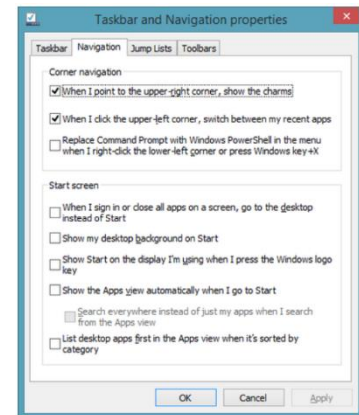 Taskbar and Navigation properties
Taskbar Navigation Jump Lists Toolbars
Corner navigation
When I point to the upper-right corner, show the charms
When I click the upper-left corner, switch between my recent apps
Replace Command Prompt with Windows PowerShell in the menu
when I right-click the lower-left corner or press Windows key+X
Start screen
When I sign in or close all apps on a screen, go to the desktop
instead of Start
Show my desktop background on Start
Show Start on the display I'm using when I press the Windows logo
key
Show the Apps view automatically when I go to Start
Search everywhere instead of just my apps when I search
from the Apps view
List desktop apps first in the Apps view when it's sorted by
category
OK Cancel Apply